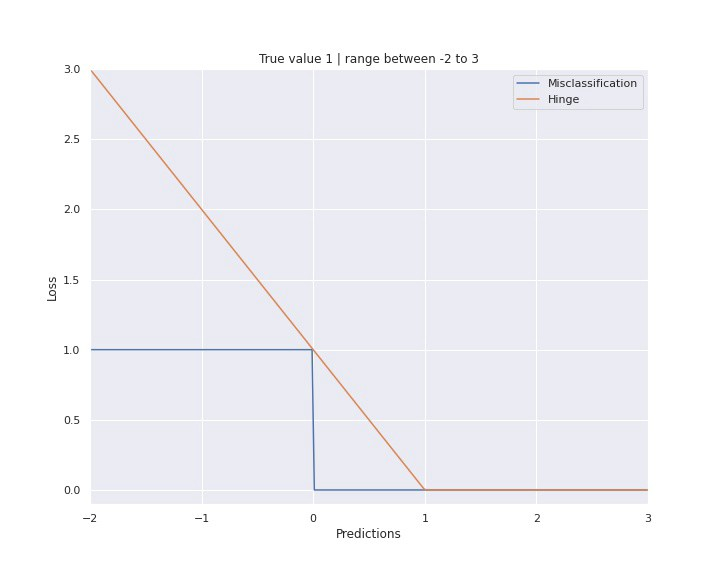 True value 1 | range between -2 to 3
3.0
2.5
2.0
1.5
1.0
0.5
0.0
Loss
Misclassification
Hinge
−2 −1 0 1 2 3
Predictions